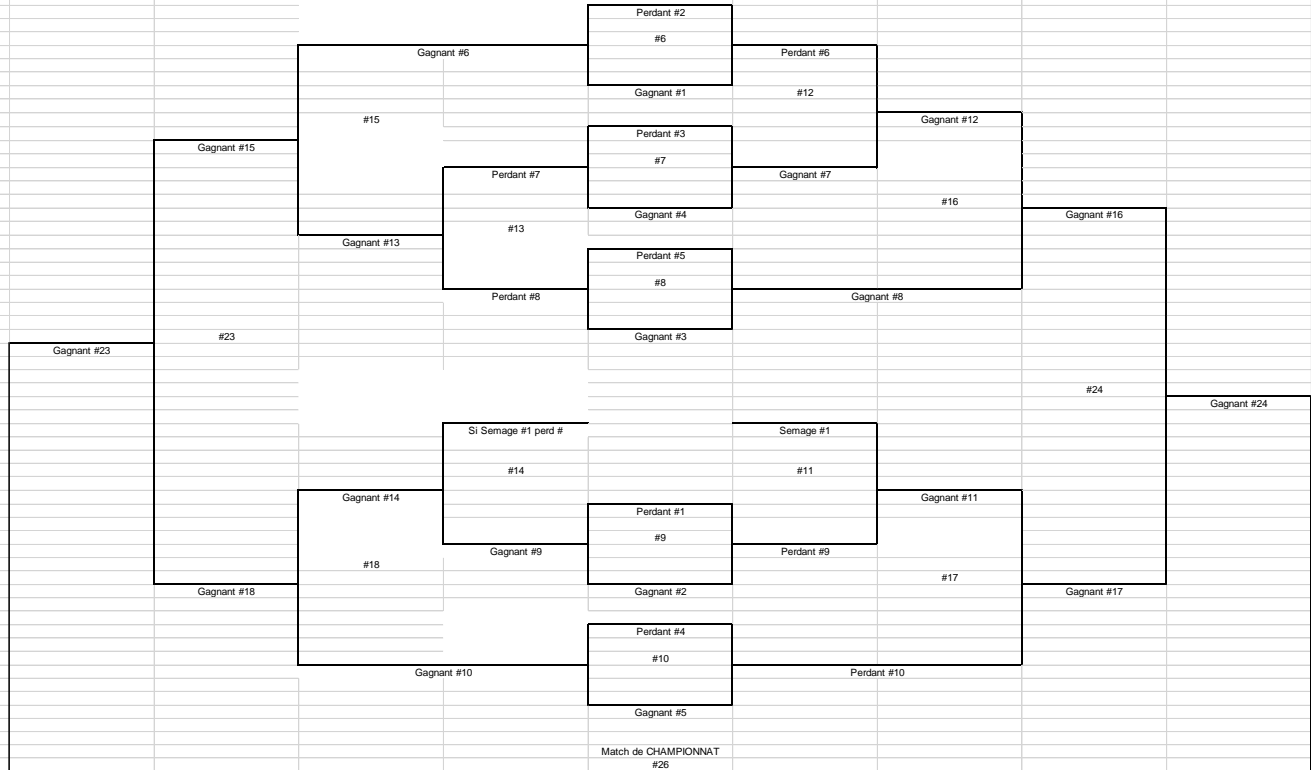 Perdant #2
#6
Gagnant #6
Perdant #6
Gagnant #1
#12
#15
Gagnant #12
Perdant #3
Gagnant #15
#7
Perdant #7
Gagnant #7
#16
Gagnant #4
Gagnant #16
#13
Gagnant #13
Perdant #5
#8
Perdant #8
Gagnant #8
#23
Gagnant #3
Gagnant #23
#24
Gagnant #24
Si Semage #1 perd #
Semage #1
#14
#11
Gagnant #14
Gagnant #11
Perdant #1
#9
Gagnant #9
Perdant #9
#18
#17
Gagnant #18
Gagnant #2
Gagnant #17
Perdant #4
#10
Gagnant #10
Perdant #10
Gagnant #5
Match de CHAMPIONNAT
#26